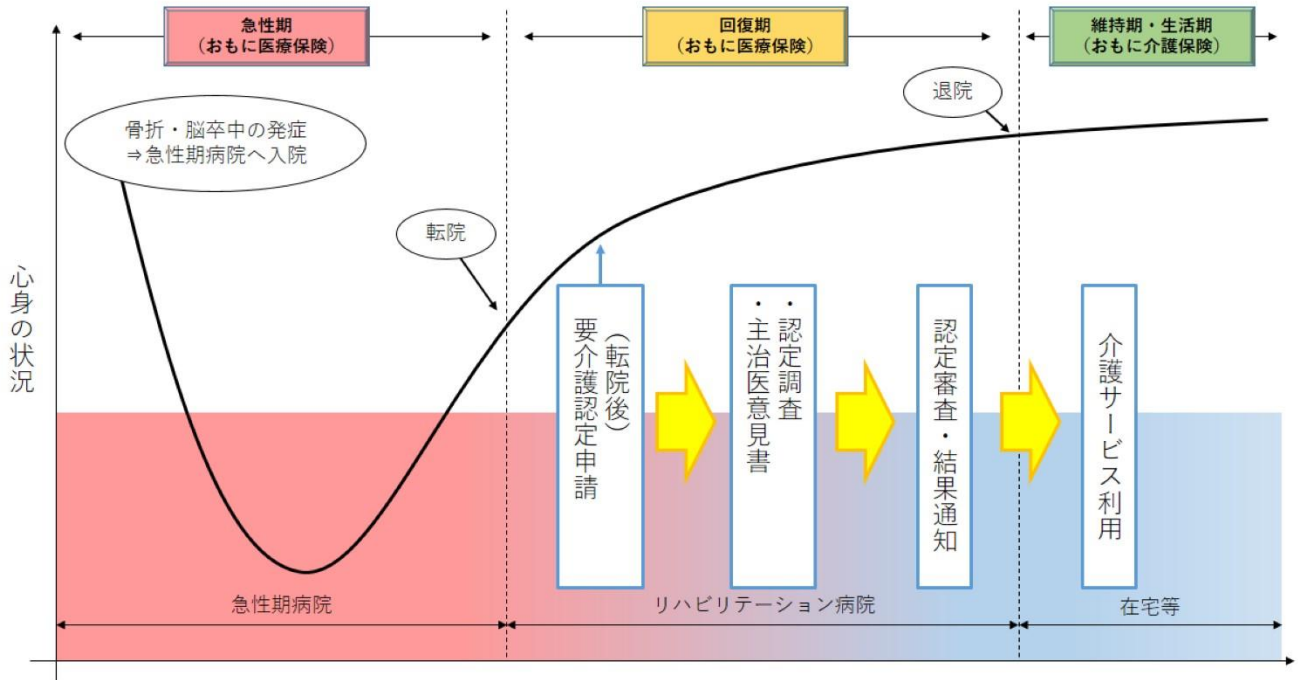 急性期
(おもに医療保険)
回復期
(おもに医療保険)
維持期・生活期
(おもに介護保険)
骨折・脳卒中の発症
⇒急性期病院へ入院
転院
退院
心身の状況
(転院後)
要介護認定申請
・認定調査
・主治医意見書
認定審査・結果通知
介護サービス利用
急性期病院
リハビリテーション病院
在宅等